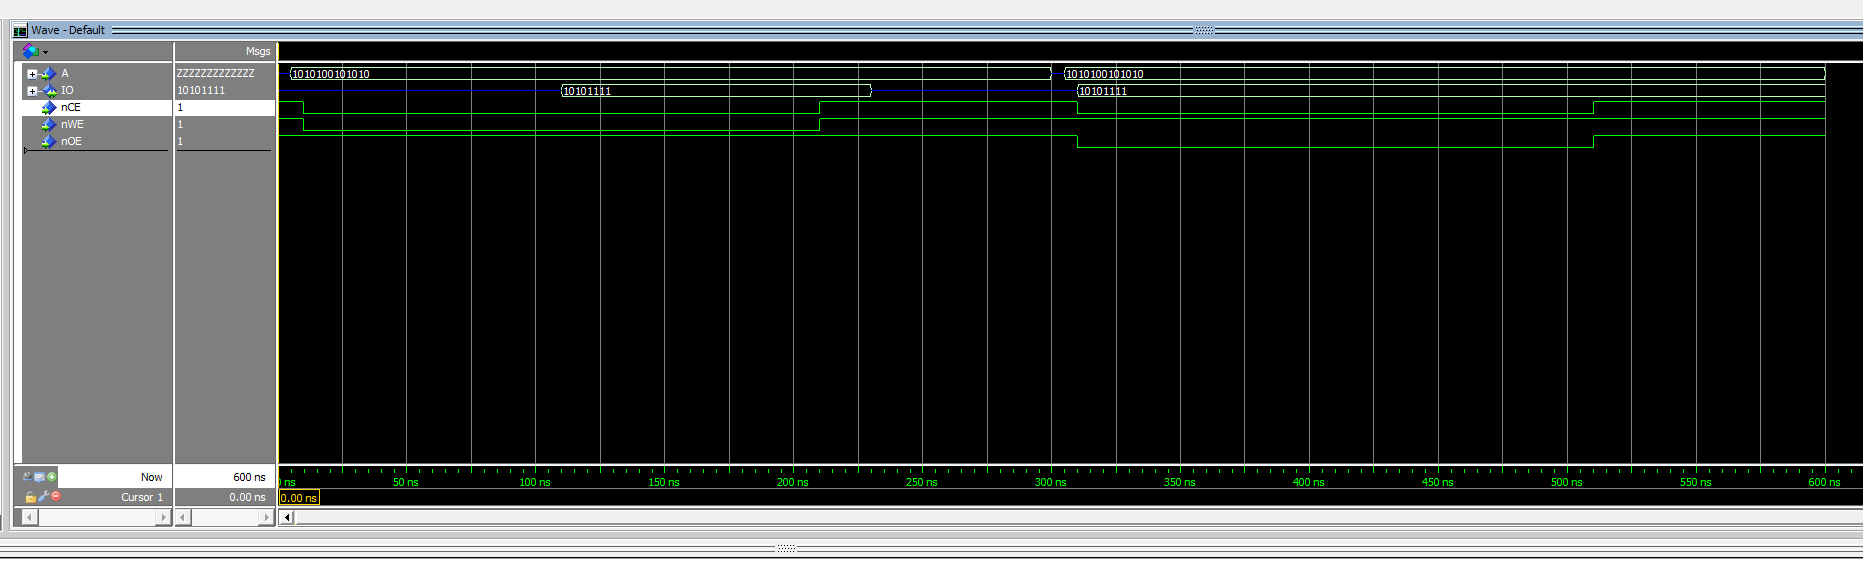 Wave - Default
Msgs
A ZZZZZZZZZZZZZ 1010100101010 1010100101010
IO 10101111 10101111 10101111
nCE 1
nWE 1
nOE 1
Now 600 ns ns 50 ns 100 ns 150 ns 200 ns 250 ns 300 ns 350 ns 400 ns 450 ns 500 ns 550 ns 600 ns
Cursor 1 0.00 ns 0.00 ns